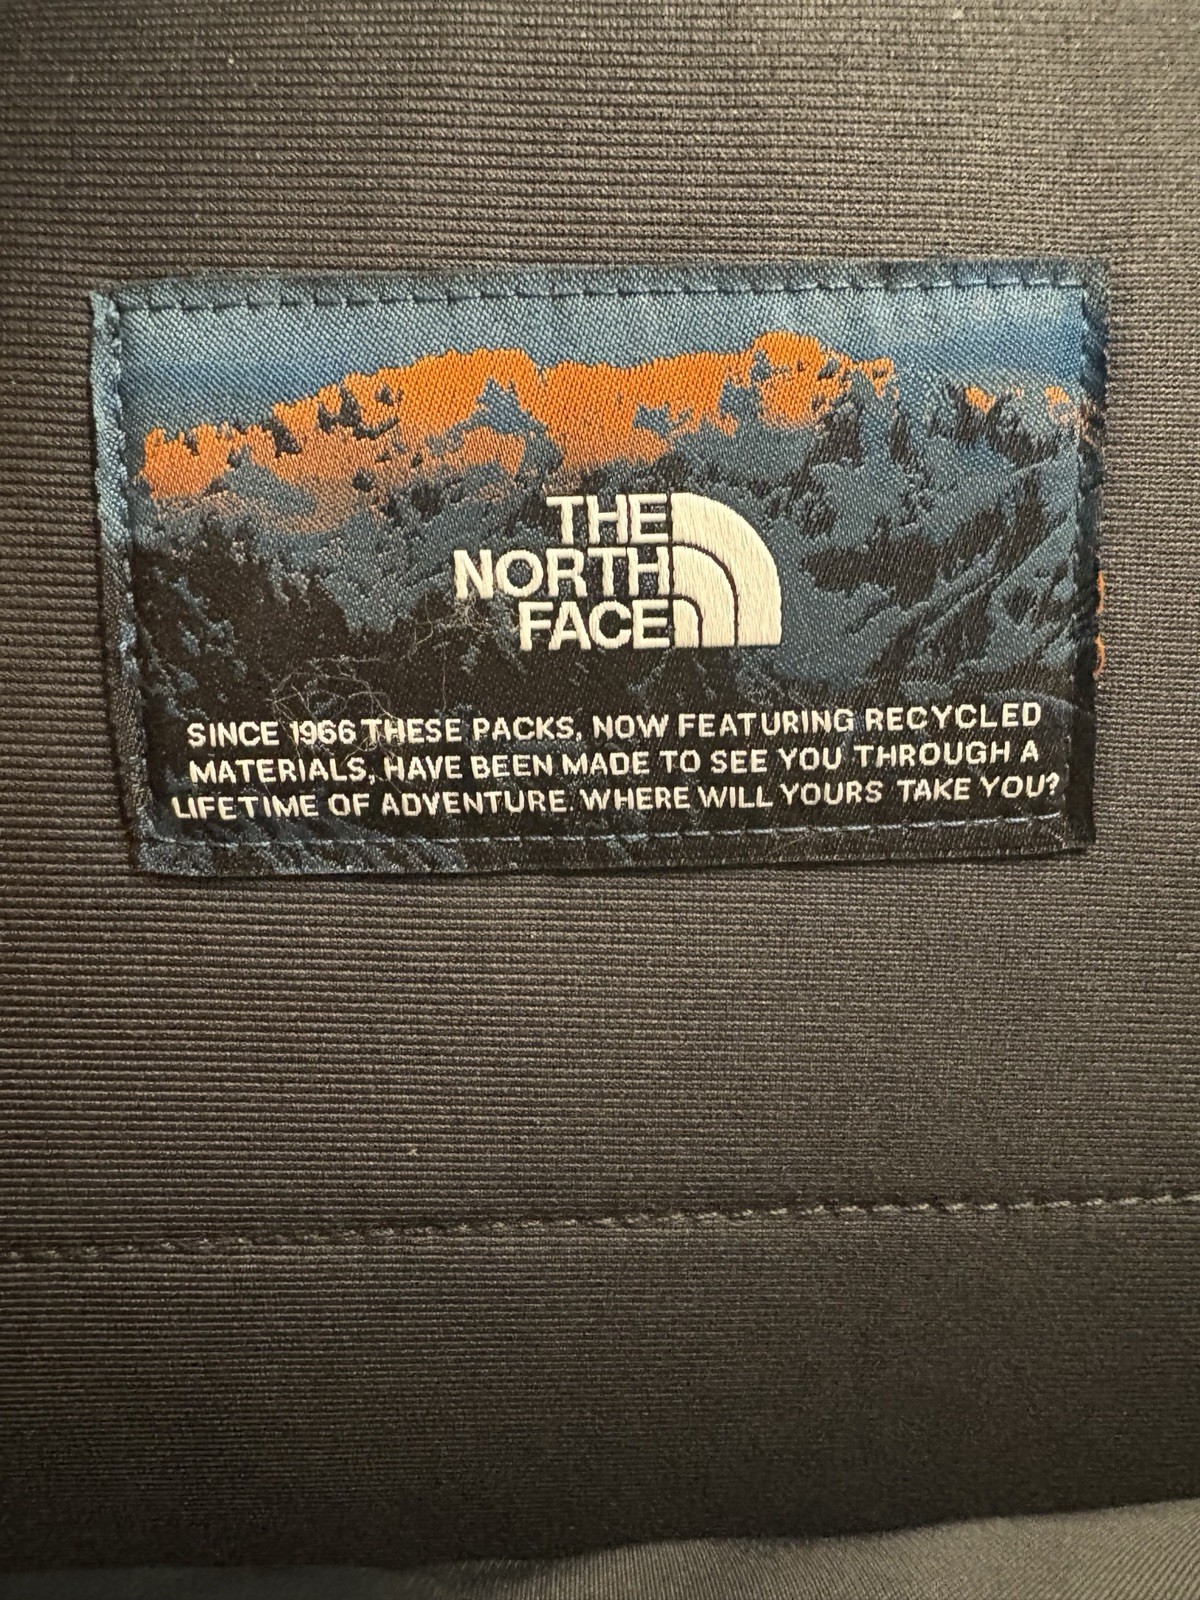 THE
NORTH
FACE
SINCE 1966 THESE PACKS, NOW FEATURING RECYCLED
MATERIALS, HAVE BEEN MADE TO SEE YOU THROUGH A
LIFETIME OF ADVENTURE. WHERE WILL YOURS TAKE YOU?